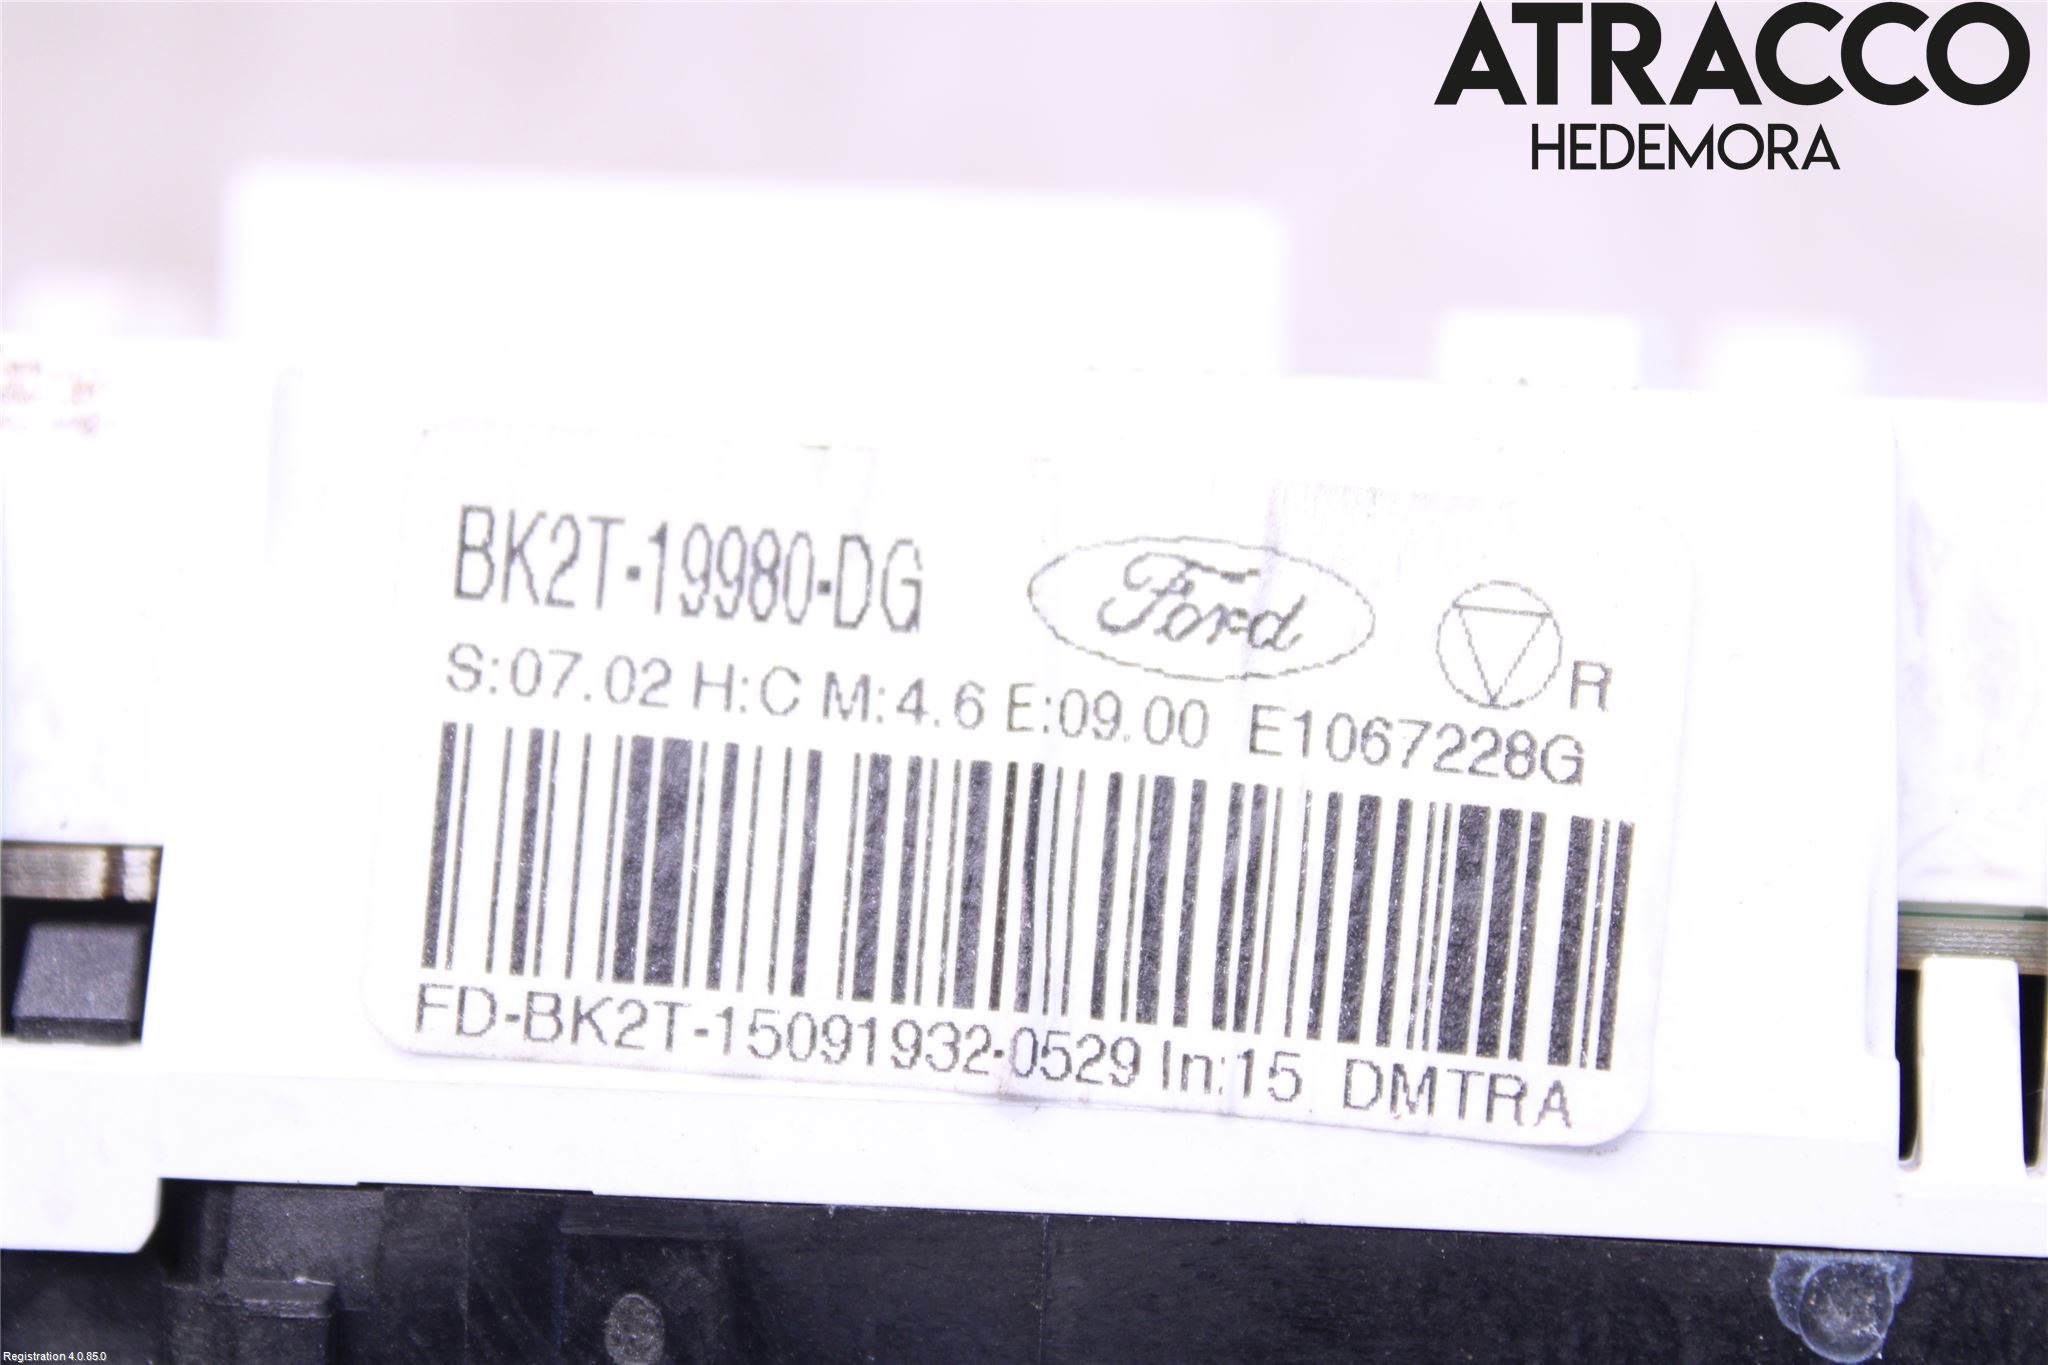 ATRACCO
HEDEMORA
BK2T-19980-DG
Ford
R
S:07.02 H:C M:4.6 E:09.00 E1067228G
FD-BK2T-15091932-0529 In:15 DMTRA
Registration 4.0.85.0